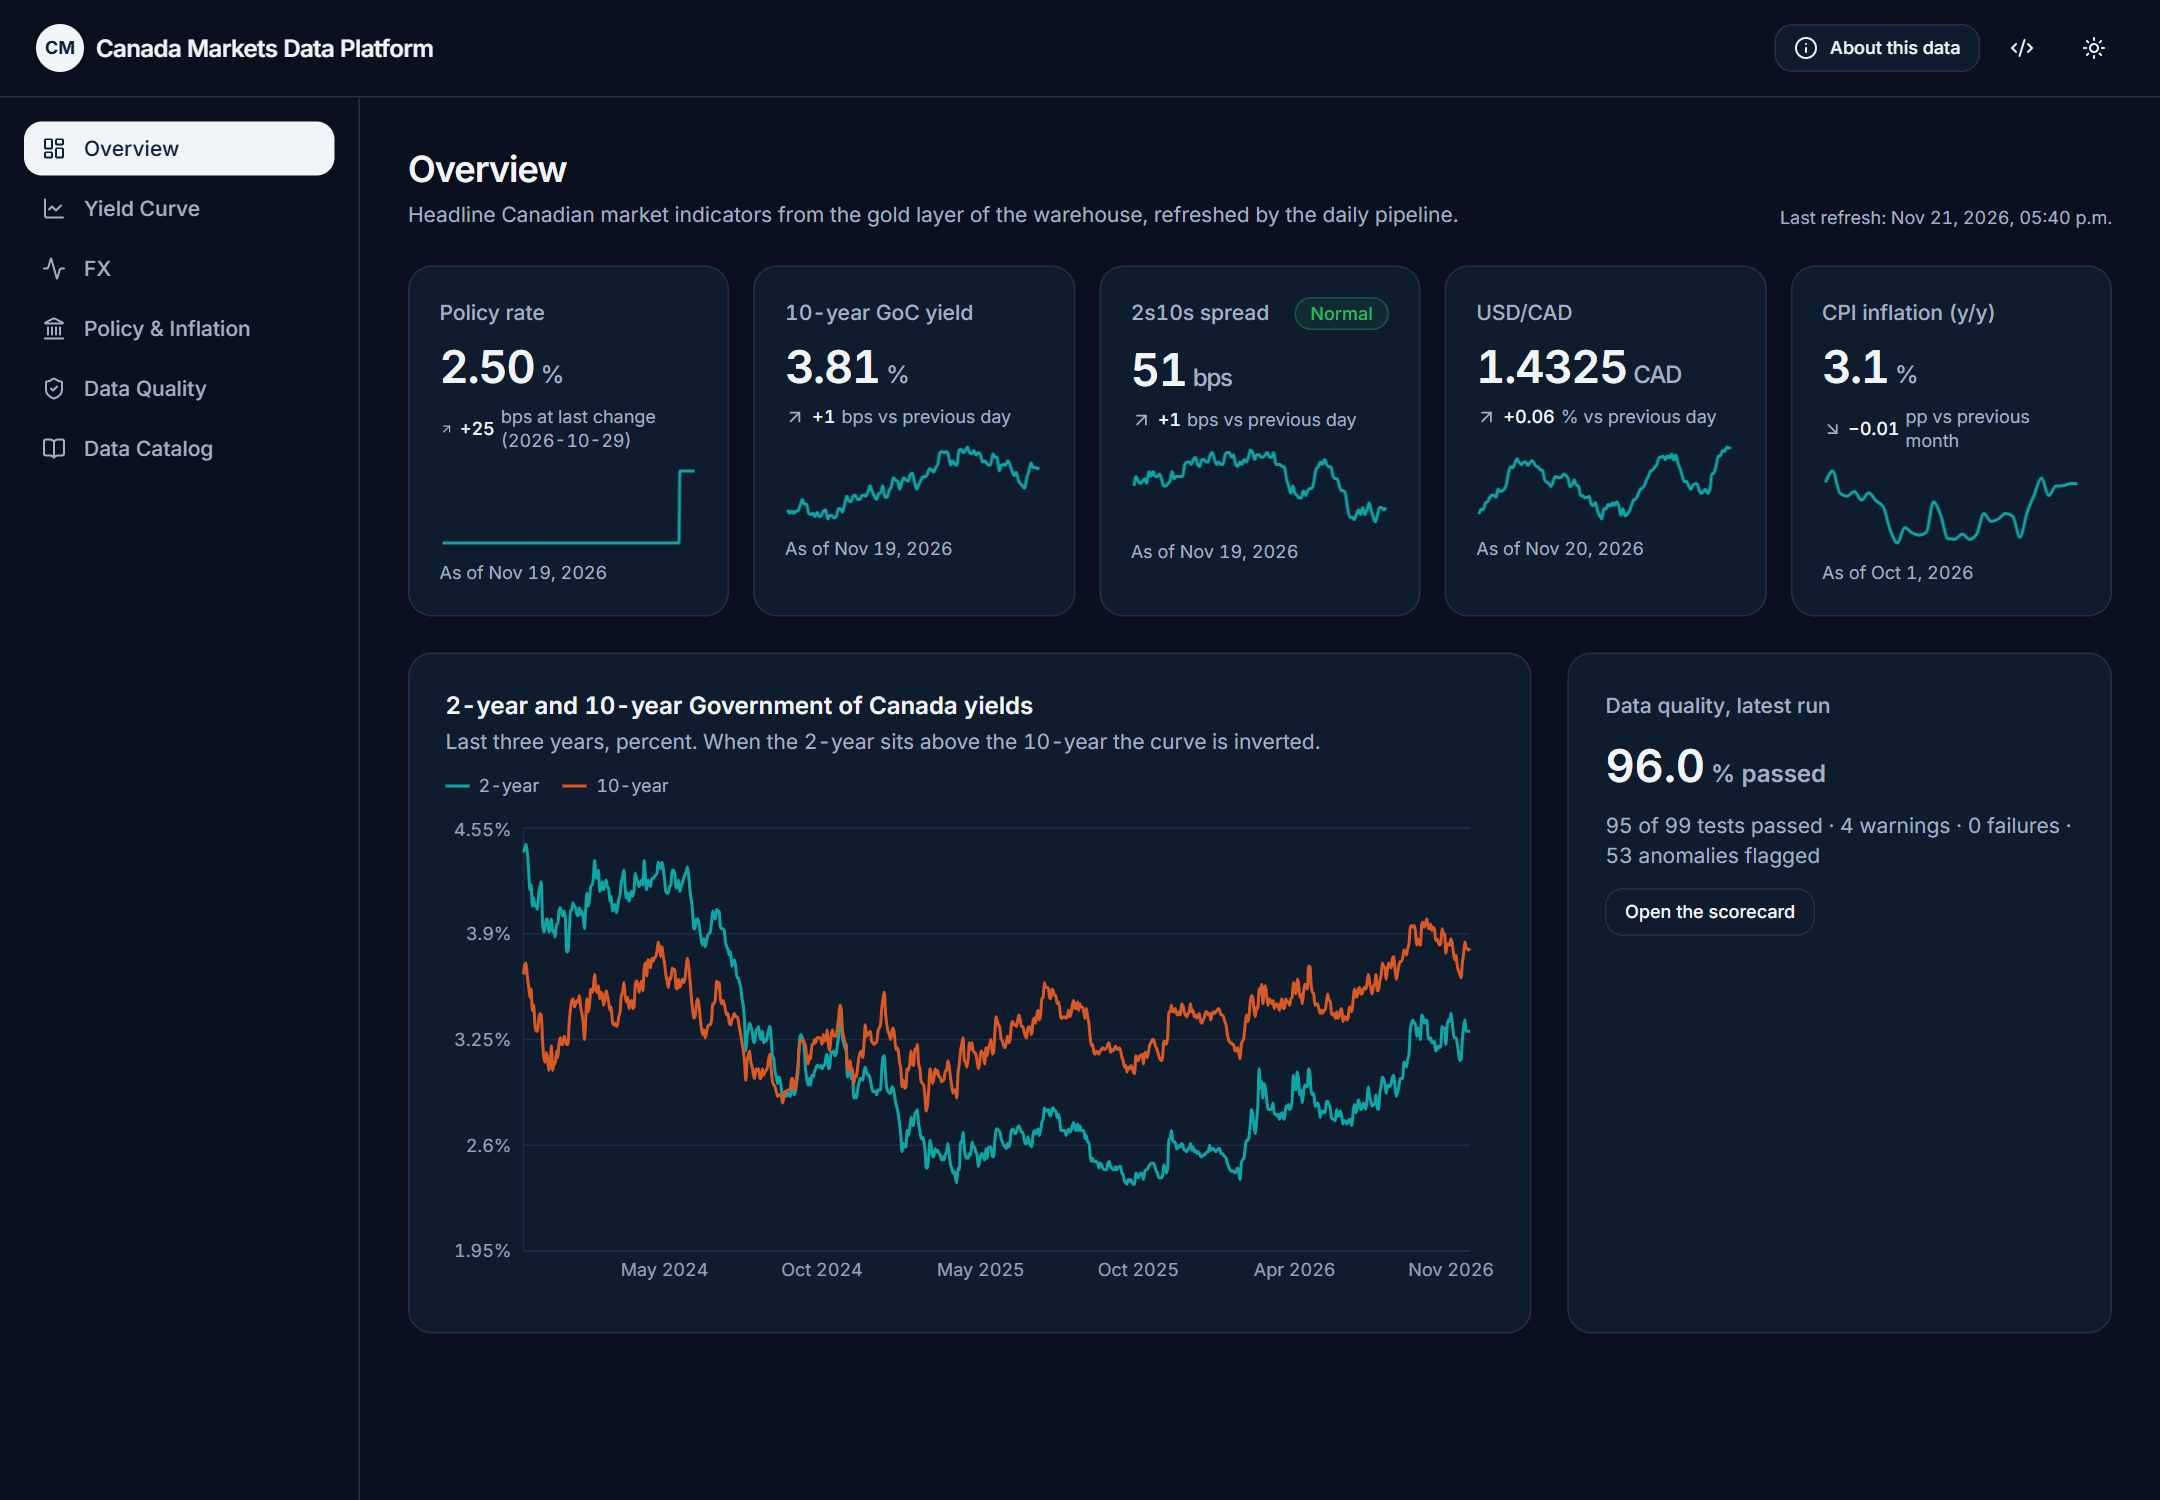 CM Canada Markets Data Platform
About this data
Overview
Yield Curve
FX
Policy & Inflation
Data Quality
Data Catalog
Overview
Headline Canadian market indicators from the gold layer of the warehouse, refreshed by the daily pipeline.
Last refresh: Nov 21, 2026, 05:40 p.m.
Policy rate
2.50 %
+25 bps at last change
(2026-10-29)
As of Nov 19, 2026
10-year GoC yield
3.81 %
+1 bps vs previous day
As of Nov 19, 2026
2s10s spread
Normal
51 bps
+1 bps vs previous day
As of Nov 19, 2026
USD/CAD
1.4325 CAD
+0.06 % vs previous day
As of Nov 20, 2026
CPI inflation (y/y)
3.1 %
−0.01 pp vs previous
month
As of Oct 1, 2026
2-year and 10-year Government of Canada yields
Last three years, percent. When the 2-year sits above the 10-year the curve is inverted.
2-year 10-year
4.55%
3.9%
3.25%
2.6%
1.95%
May 2024 Oct 2024 May 2025 Oct 2025 Apr 2026 Nov 2026
Data quality, latest run
96.0 % passed
95 of 99 tests passed · 4 warnings · 0 failures ·
53 anomalies flagged
Open the scorecard